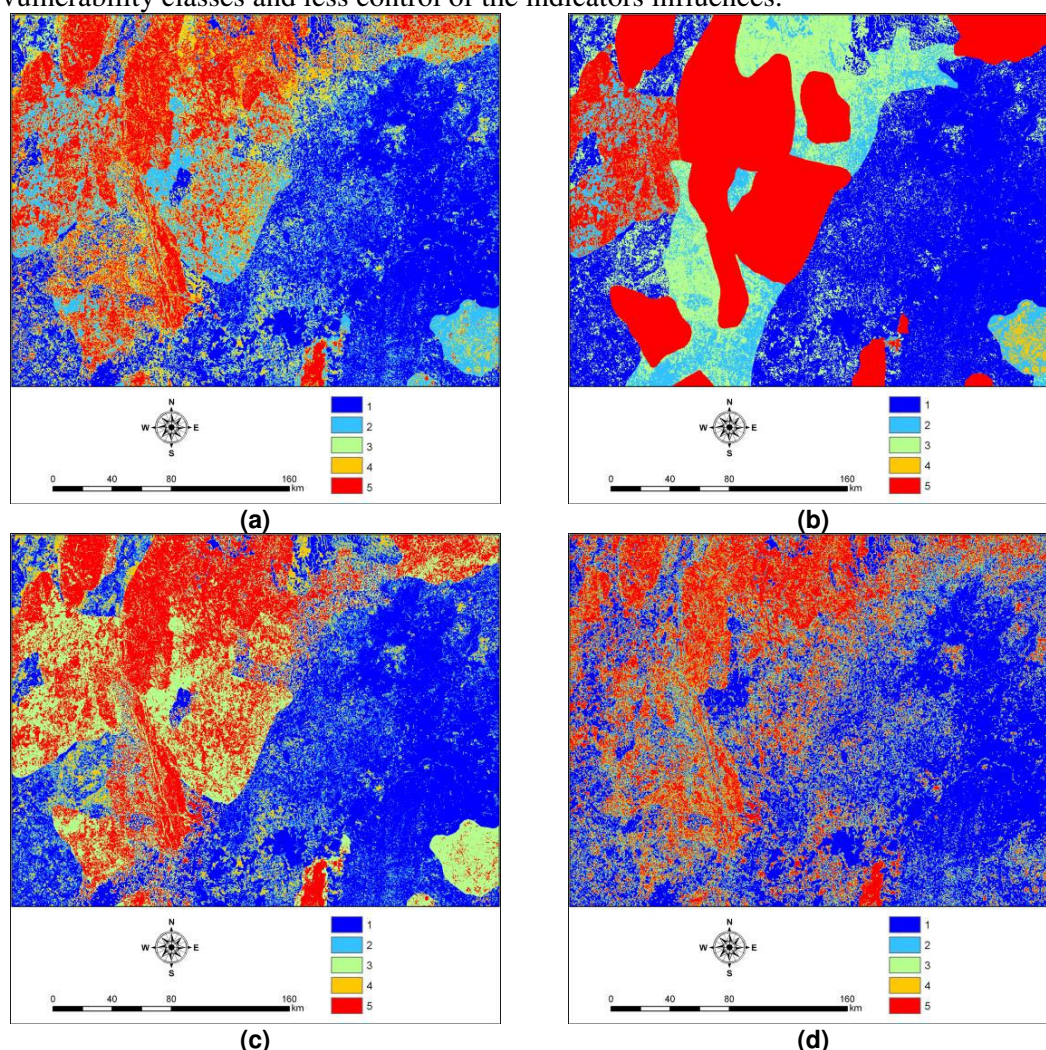 vulnerability classes and less control of the indicators influences.
N
W E
S
0 40 80 160
km
1
2
3
4
5
(a)
N
W E
S
0 40 80 160
km
1
2
3
4
5
(b)
N
W E
S
0 40 80 160
km
1
2
3
4
5
(c)
N
W E
S
0 40 80 160
km
1
2
3
4
5
(d)